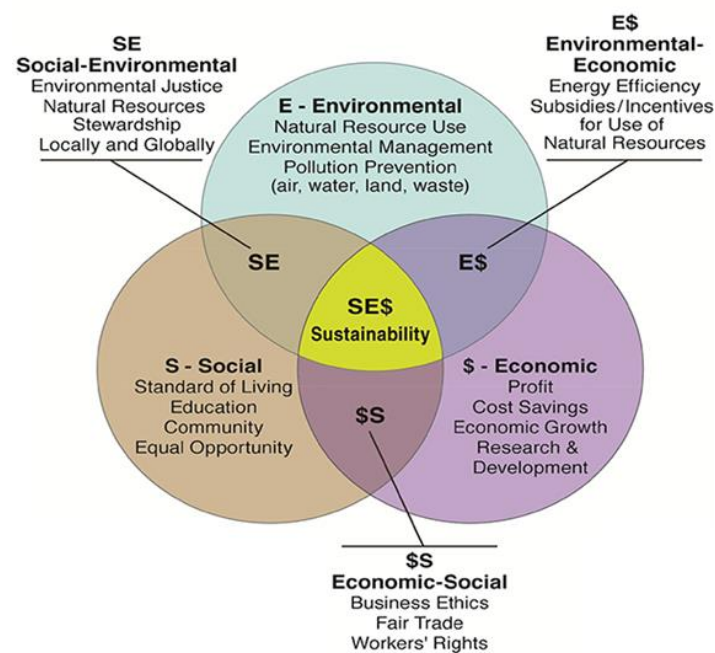 SE
Social-Environmental
Environmental Justice
Natural Resources
Stewardship
Locally and Globally
E$
Environmental-
Economic
Energy Efficiency
Subsidies/Incentives
for Use of
Natural Resources
E - Environmental
Natural Resource Use
Environmental Management
Pollution Prevention
(air, water, land, waste)
SE
E$
SE$
Sustainability
S - Social
Standard of Living
Education
Community
Equal Opportunity
$ - Economic
Profit
Cost Savings
Economic Growth
Research &
Development
$S
$S
Economic-Social
Business Ethics
Fair Trade
Workers' Rights